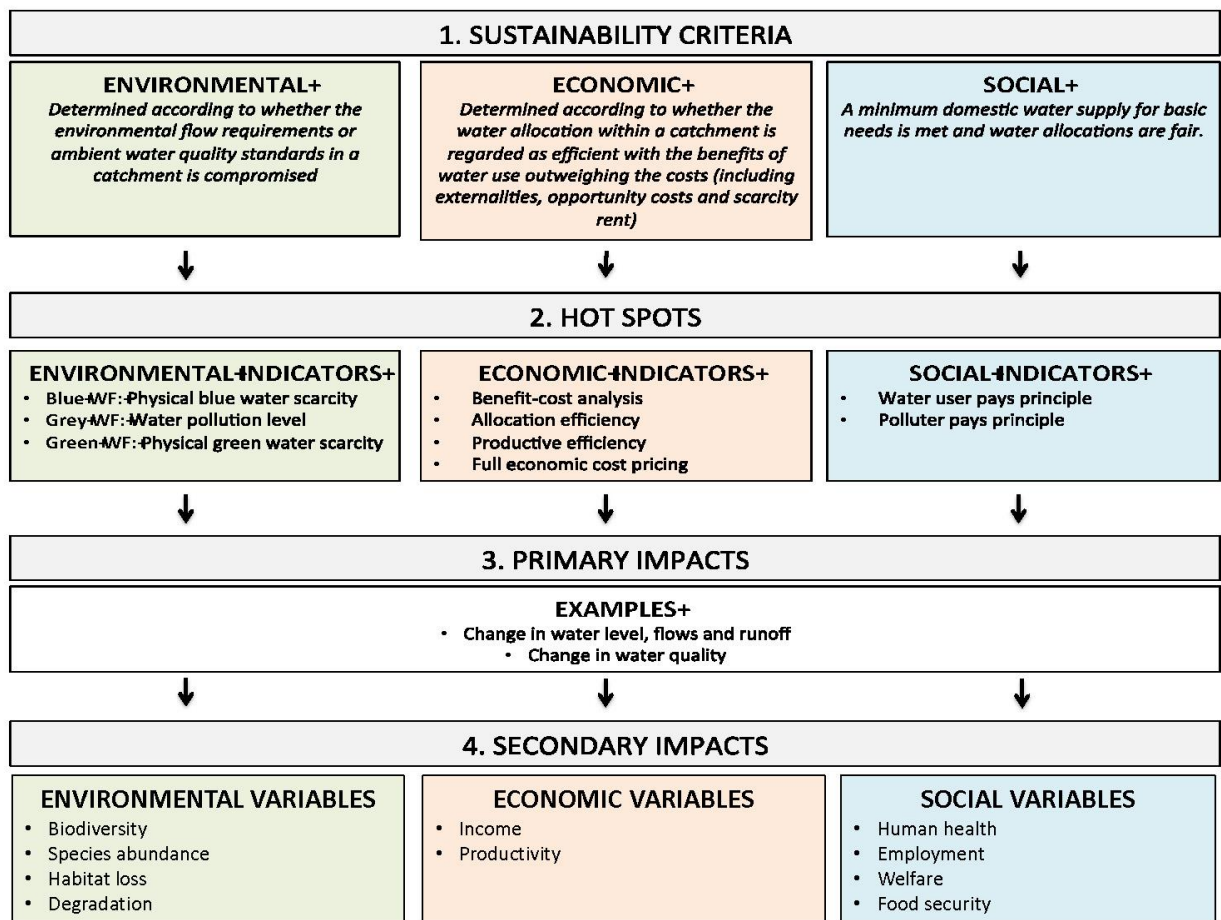 1. SUSTAINABILITY CRITERIA
ENVIRONMENTAL+
Determined according to whether the
environmental flow requirements or
ambient water quality standards in a
catchment is compromised
ECONOMIC+
Determined according to whether the
water allocation within a catchment is
regarded as efficient with the benefits of
water use outweighing the costs (including
externalities, opportunity costs and scarcity
rent)
SOCIAL+
A minimum domestic water supply for basic
needs is met and water allocations are fair.
2. HOT SPOTS
ENVIRONMENTAL+INDICATORS+
• Blue+WF:+Physical blue water scarcity
• Grey+WF:+Water pollution level
• Green+WF:+Physical green water scarcity
ECONOMIC+INDICATORS+
• Benefit-cost analysis
• Allocation efficiency
• Productive efficiency
• Full economic cost pricing
SOCIAL+INDICATORS+
• Water user pays principle
• Polluter pays principle
3. PRIMARY IMPACTS
EXAMPLES+
• Change in water level, flows and runoff
• Change in water quality
4. SECONDARY IMPACTS
ENVIRONMENTAL VARIABLES
• Biodiversity
• Species abundance
• Habitat loss
• Degradation
ECONOMIC VARIABLES
• Income
• Productivity
SOCIAL VARIABLES
• Human health
• Employment
• Welfare
• Food security